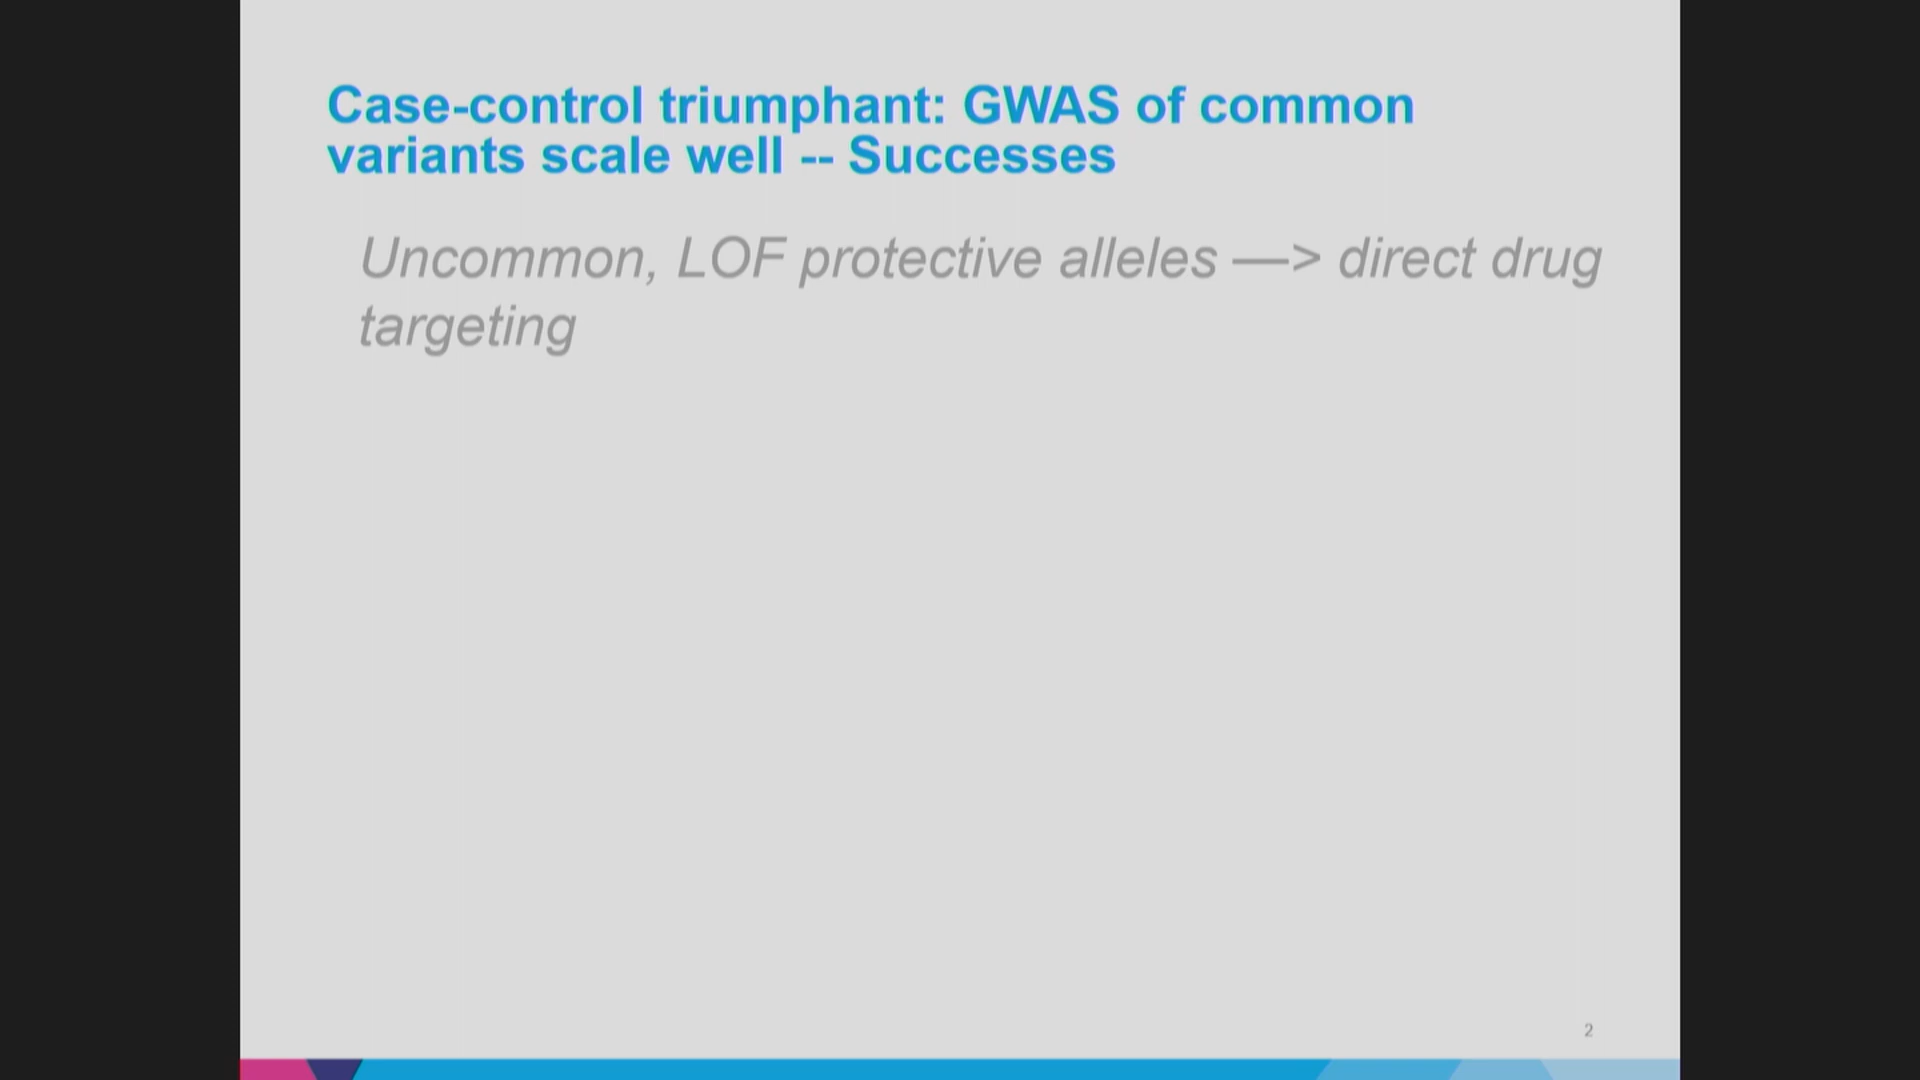 Case-control triumphant: GWAS of common
variants scale well -- Successes
Uncommon, LOF protective alleles —> direct drug
targeting
2